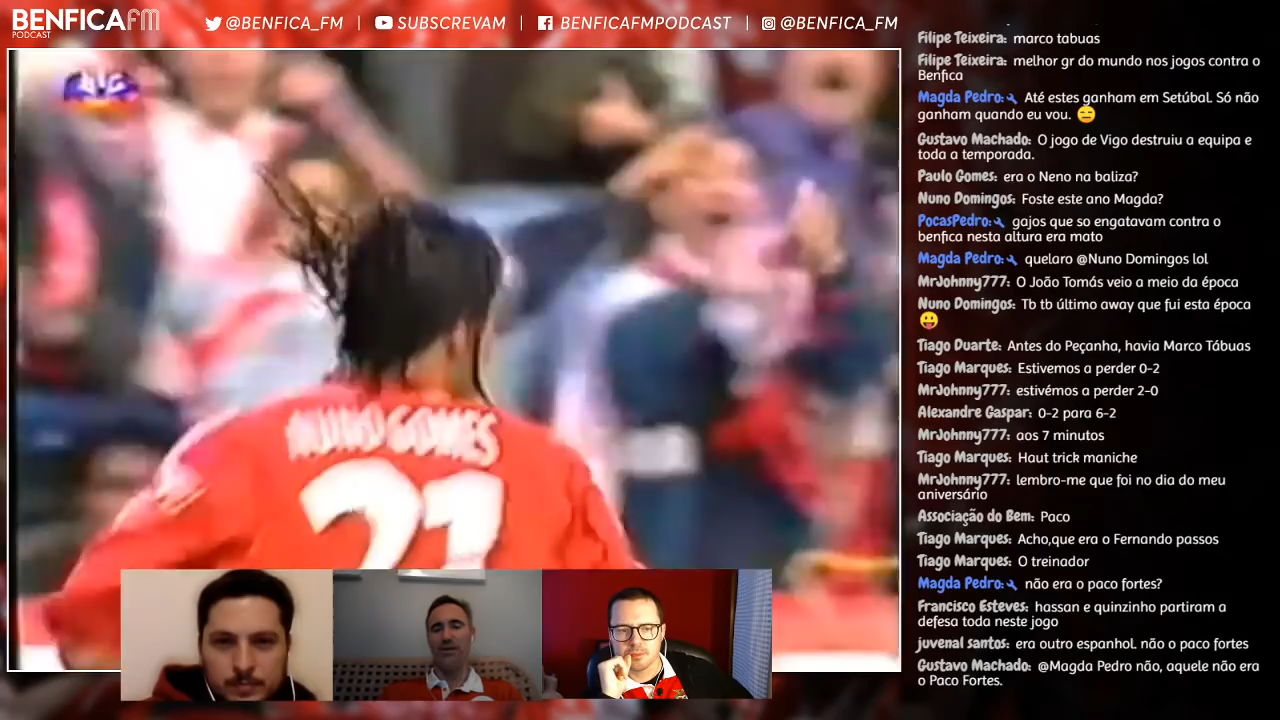 BENFICAFM
PODCAST
@BENFICA_FM | SUBSCREVAM | BENFICAFMPODCAST | @BENFICA_FM
NUNO GOMES
21
Filipe Teixeira: marco tabuas
Filipe Teixeira: melhor gr do mundo nos jogos contra o
Benfica
Magda Pedro: Até estes ganham em Setúbal. Só não
ganham quando eu vou. 😑
Gustavo Machado: O jogo de Vigo destruiu a equipa e
toda a temporada.
Paulo Gomes: era o Neno na baliza?
Nuno Domingos: Foste este ano Magda?
PocasPedro: gajos que so engatavam contra o
benfica nesta altura era mato
Magda Pedro: quelaro @Nuno Domingos lol
MrJohnny777: O João Tomás veio a meio da época
Nuno Domingos: Tb tb último away que fui esta época
😛
Tiago Duarte: Antes do Peçanha, havia Marco Tábuas
Tiago Marques: Estivemos a perder 0-2
MrJohnny777: estivémos a perder 2-0
Alexandre Gaspar: 0-2 para 6-2
MrJohnny777: aos 7 minutos
Tiago Marques: Haut trick maniche
MrJohnny777: lembro-me que foi no dia do meu
aniversário
Associação do Bem: Paco
Tiago Marques: Acho,que era o Fernando passos
Tiago Marques: O treinador
Magda Pedro: não era o paco fortes?
Francisco Esteves: hassan e quinzinho partiram a
defesa toda neste jogo
juvenal santos: era outro espanhol. não o paco fortes
Gustavo Machado: @Magda Pedro não, aquele não era
o Paco Fortes.